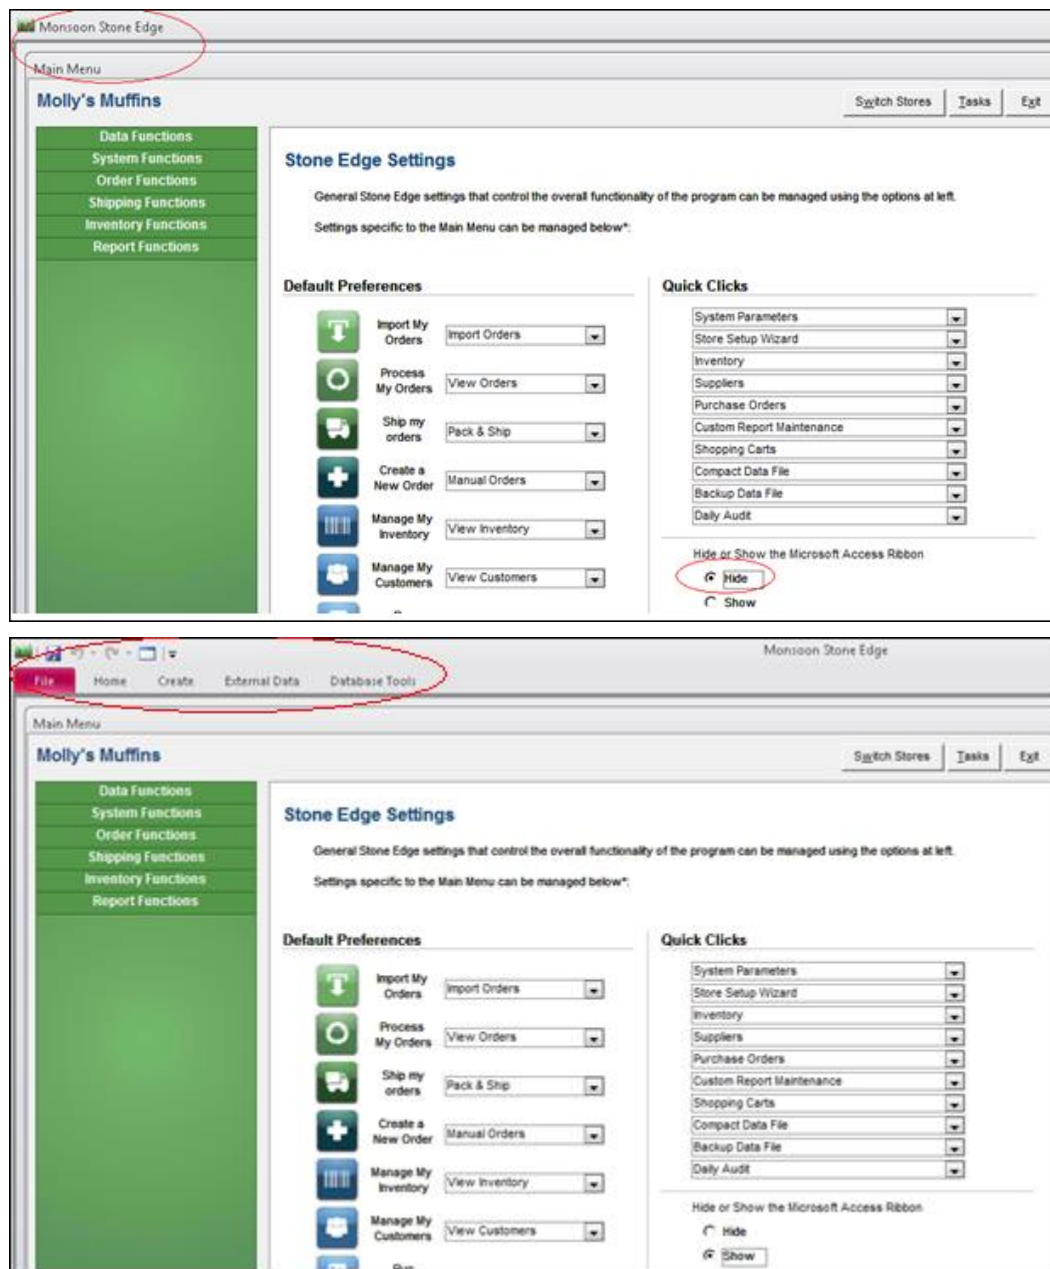 Monsoon Stone Edge
Main Menu
Molly's Muffins
Switch Stores
Tasks
Exit
Data Functions
System Functions
Order Functions
Shipping Functions
Inventory Functions
Report Functions
Stone Edge Settings
General Stone Edge settings that control the overall functionality of the program can be managed using the options at left.
Settings specific to the Main Menu can be managed below*:
Default Preferences
Import My
Orders
Import Orders
Process
My Orders
View Orders
Ship my
orders
Pack & Ship
Create a
New Order
Manual Orders
Manage My
Inventory
View Inventory
Manage My
Customers
View Customers
Quick Clicks
System Parameters
Store Setup Wizard
Inventory
Suppliers
Purchase Orders
Custom Report Maintenance
Shopping Carts
Compact Data File
Backup Data File
Daily Audit
Hide or Show the Microsoft Access Ribbon
Hide
Show
Monsoon Stone Edge
File
Home
Create
External Data
Database Tools
Main Menu
Molly's Muffins
Switch Stores
Tasks
Exit
Data Functions
System Functions
Order Functions
Shipping Functions
Inventory Functions
Report Functions
Stone Edge Settings
General Stone Edge settings that control the overall functionality of the program can be managed using the options at left.
Settings specific to the Main Menu can be managed below*:
Default Preferences
Import My
Orders
Import Orders
Process
My Orders
View Orders
Ship my
orders
Pack & Ship
Create a
New Order
Manual Orders
Manage My
Inventory
View Inventory
Manage My
Customers
View Customers
Quick Clicks
System Parameters
Store Setup Wizard
Inventory
Suppliers
Purchase Orders
Custom Report Maintenance
Shopping Carts
Compact Data File
Backup Data File
Daily Audit
Hide or Show the Microsoft Access Ribbon
Hide
Show